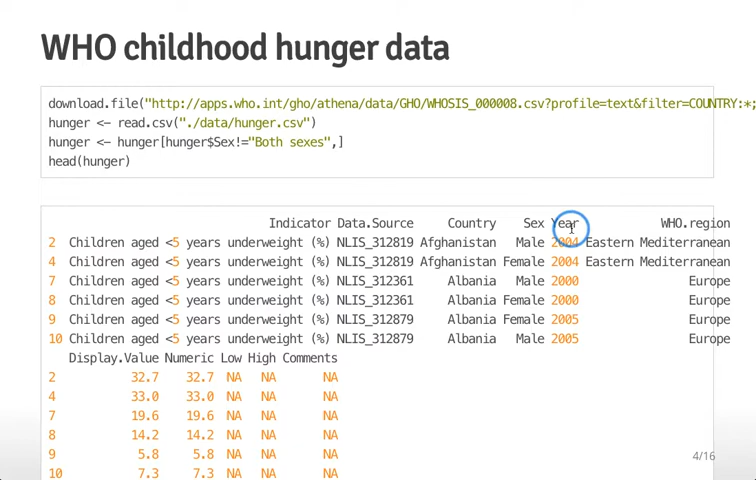 WHO childhood hunger data
download.file("http://apps.who.int/gho/athena/data/GHO/WHOSIS_000008.csv?profile=text&filter=COUNTRY:*;
hunger <- read.csv("./data/hunger.csv")
hunger <- hunger[hunger$Sex!="Both sexes",]
head(hunger)
Indicator Data.Source Country Sex Year WHO.region
2 Children aged <5 years underweight (%) NLIS_312819 Afghanistan Male 2004 Eastern Mediterranean
4 Children aged <5 years underweight (%) NLIS_312819 Afghanistan Female 2004 Eastern Mediterranean
7 Children aged <5 years underweight (%) NLIS_312361 Albania Male 2000 Europe
8 Children aged <5 years underweight (%) NLIS_312361 Albania Female 2000 Europe
9 Children aged <5 years underweight (%) NLIS_312879 Albania Female 2005 Europe
10 Children aged <5 years underweight (%) NLIS_312879 Albania Male 2005 Europe
Display.Value Numeric Low High Comments
2 32.7 32.7 NA NA NA
4 33.0 33.0 NA NA NA
7 19.6 19.6 NA NA NA
8 14.2 14.2 NA NA NA
9 5.8 5.8 NA NA NA
10 7.3 7.3 NA NA NA
4/16